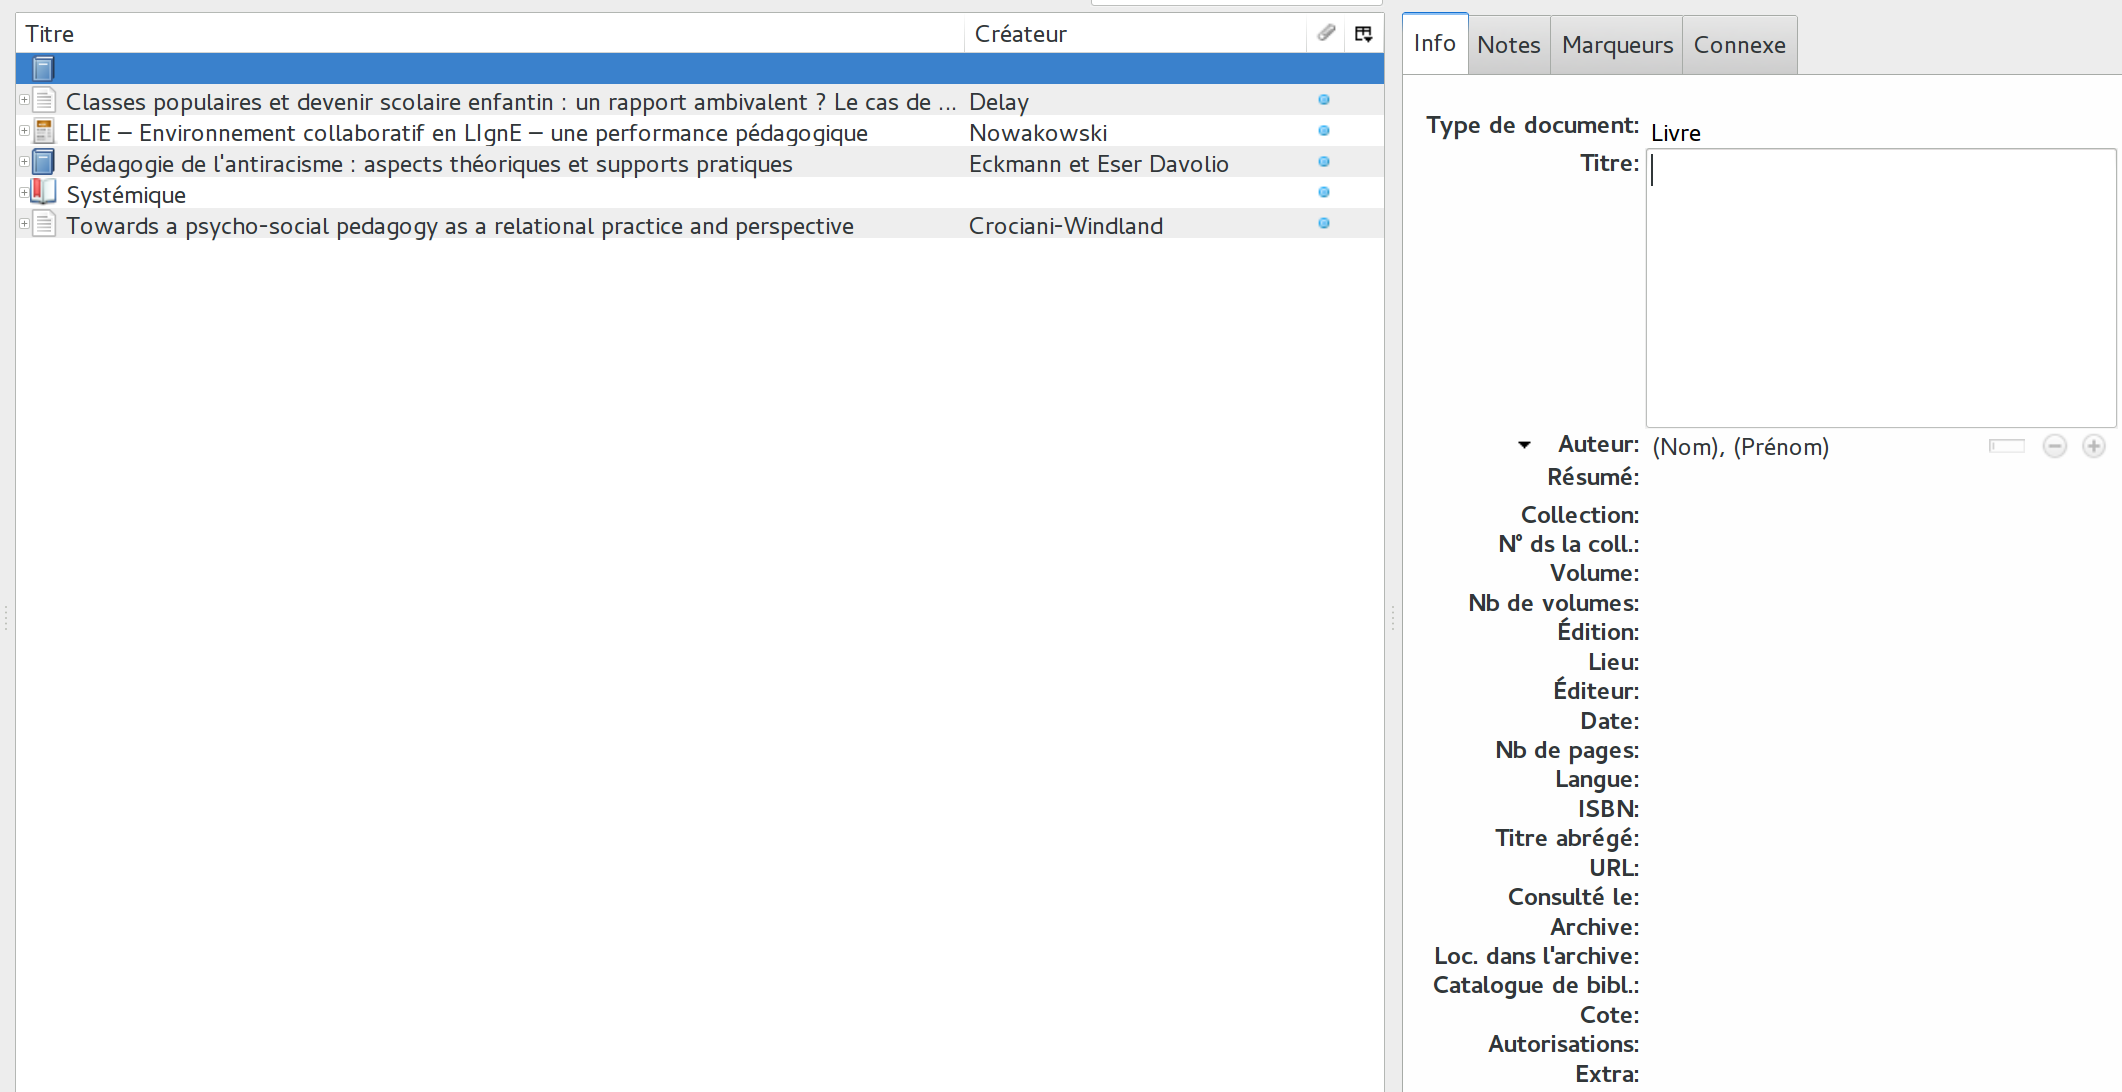 Titre Créateur
Classes populaires et devenir scolaire enfantin : un rapport ambivalent ? Le cas de ... Delay
ELIE – Environnement collaboratif en LIgnE – une performance pédagogique Nowakowski
Pédagogie de l'antiracisme : aspects théoriques et supports pratiques Eckmann et Eser Davolio
Systémique
Towards a psycho-social pedagogy as a relational practice and perspective Crociani-Windland
Info Notes Marqueurs Connexe
Type de document: Livre
Titre:
Auteur: (Nom), (Prénom)
Résumé:
Collection:
N° ds la coll.:
Volume:
Nb de volumes:
Édition:
Lieu:
Éditeur:
Date:
Nb de pages:
Langue:
ISBN:
Titre abrégé:
URL:
Consulté le:
Archive:
Loc. dans l'archive:
Catalogue de bibl.:
Cote:
Autorisations:
Extra: